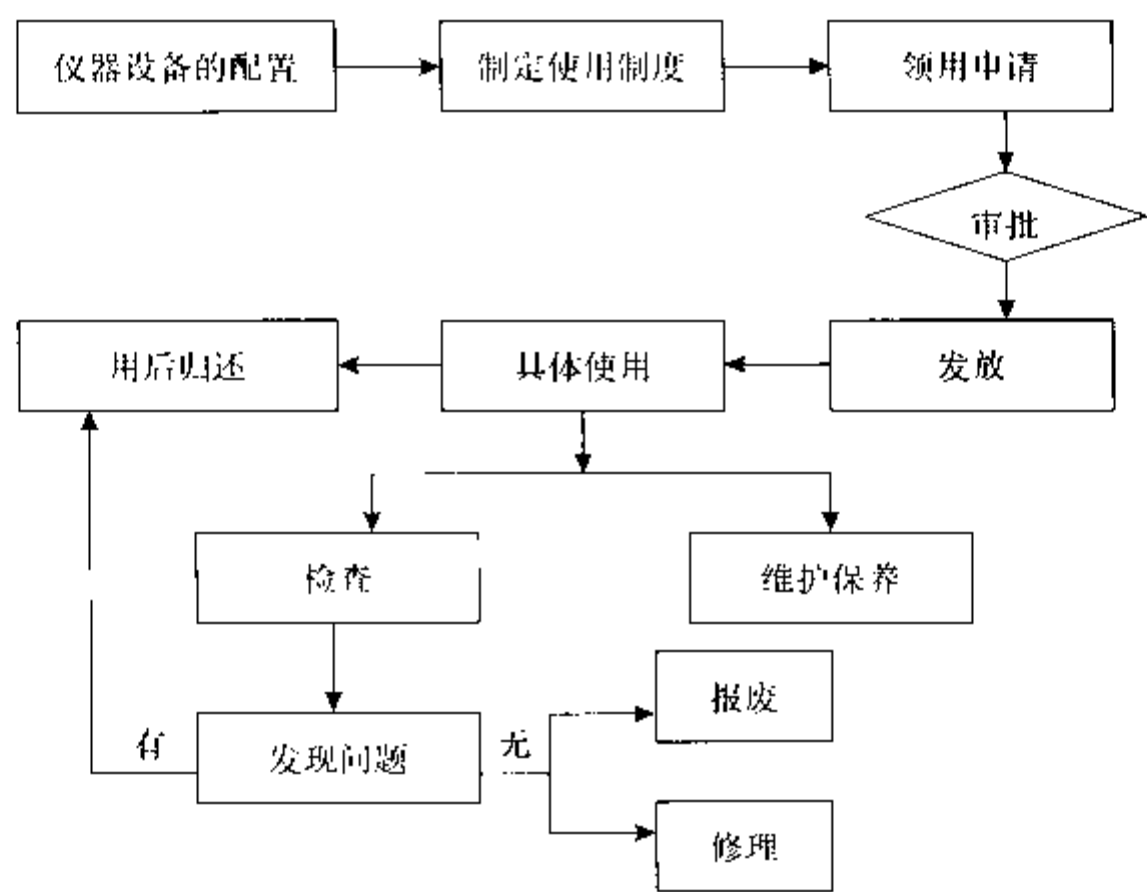 仪器设备的配置
制定使用制度
领用申请
审批
用后归还
具体使用
发放
检查
维护保养
报废
有
发现问题
无
修理